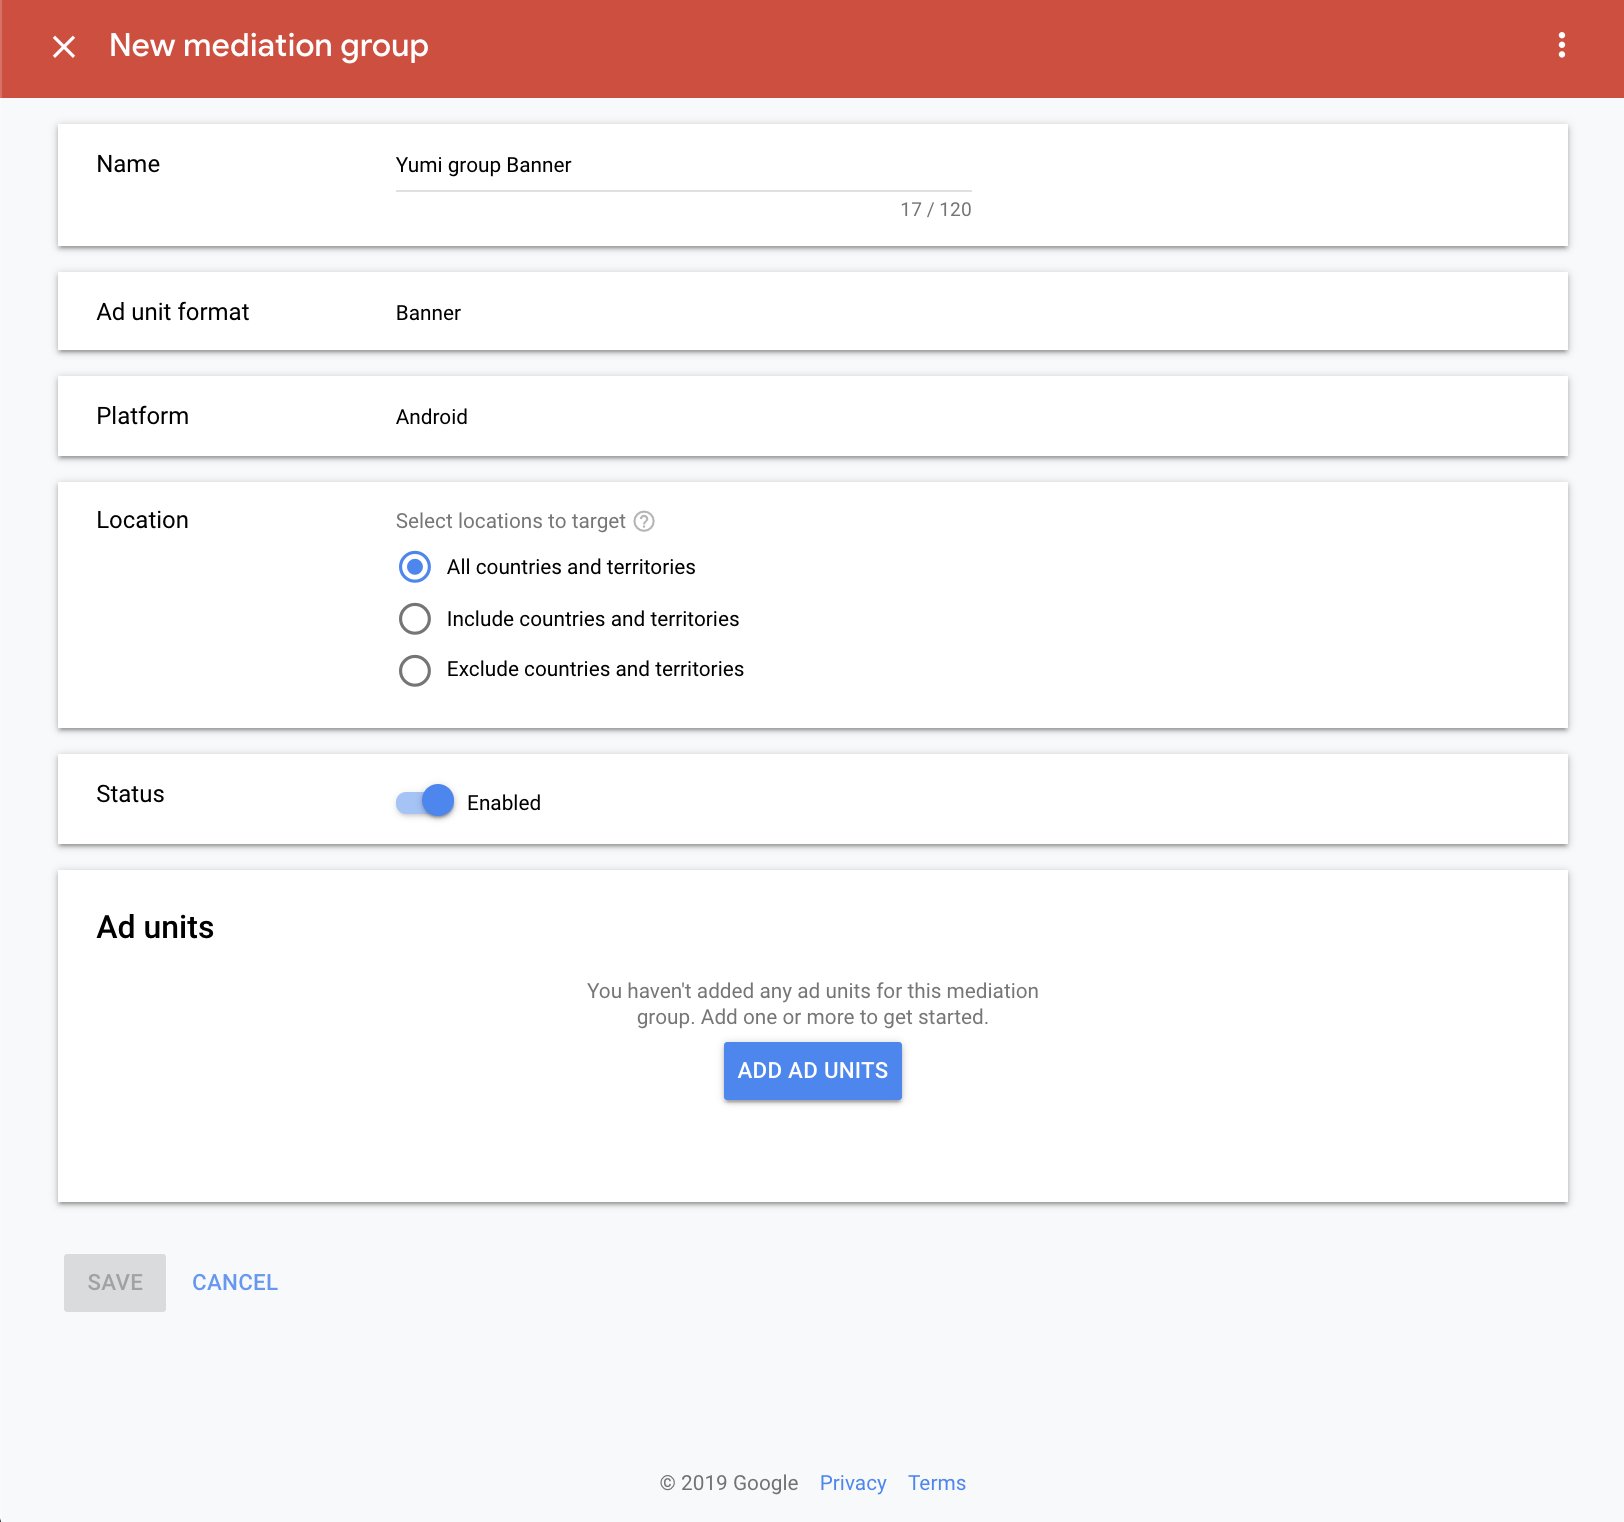 New mediation group
Name
Yumi group Banner
17 / 120
Ad unit format
Banner
Platform
Android
Location
Select locations to target
All countries and territories
Include countries and territories
Exclude countries and territories
Status
Enabled
Ad units
You haven't added any ad units for this mediation
group. Add one or more to get started.
ADD AD UNITS
SAVE
CANCEL
© 2019 Google Privacy Terms